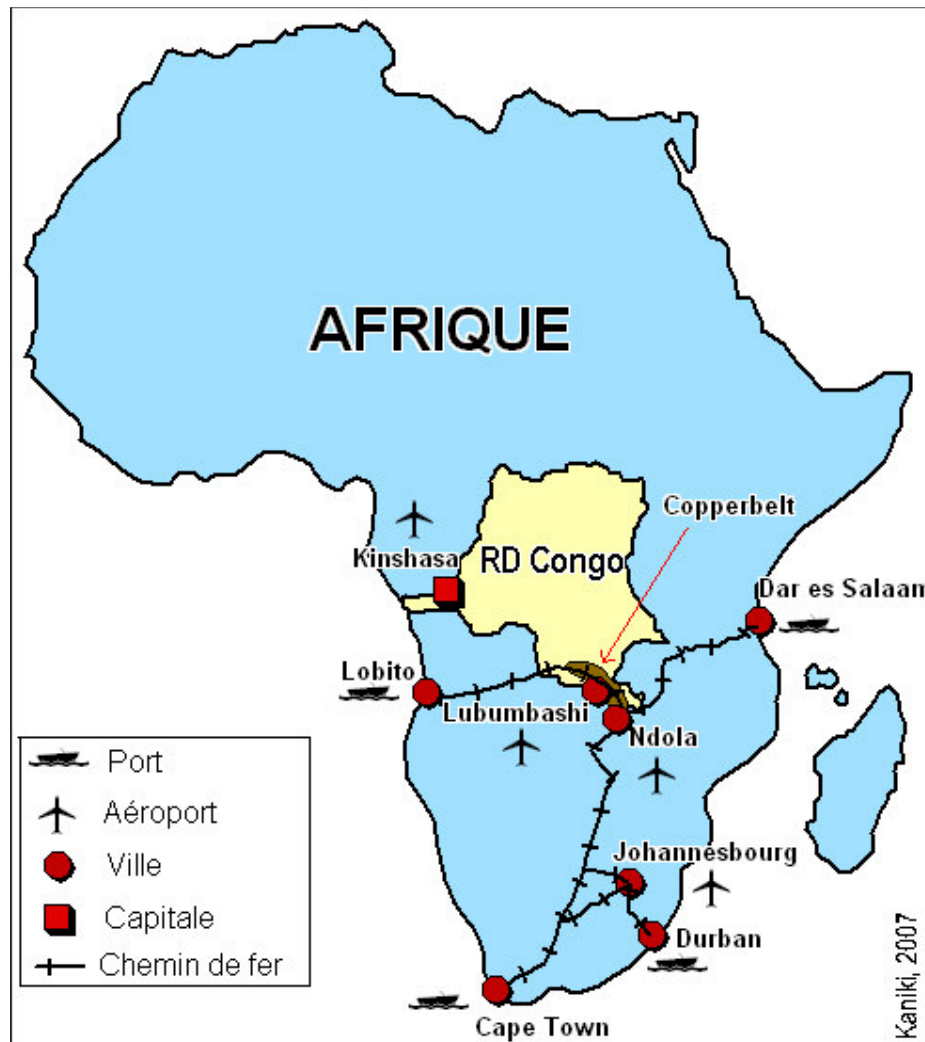 AFRIQUE
Copperbelt
Kinshasa
RD Congo
Dar es Salaam
Lobito
Lubumbashi
Ndola
Port
Aéroport
Ville
Capitale
Chemin de fer
Johannesbourg
Durban
Cape Town
Kaniki, 2007